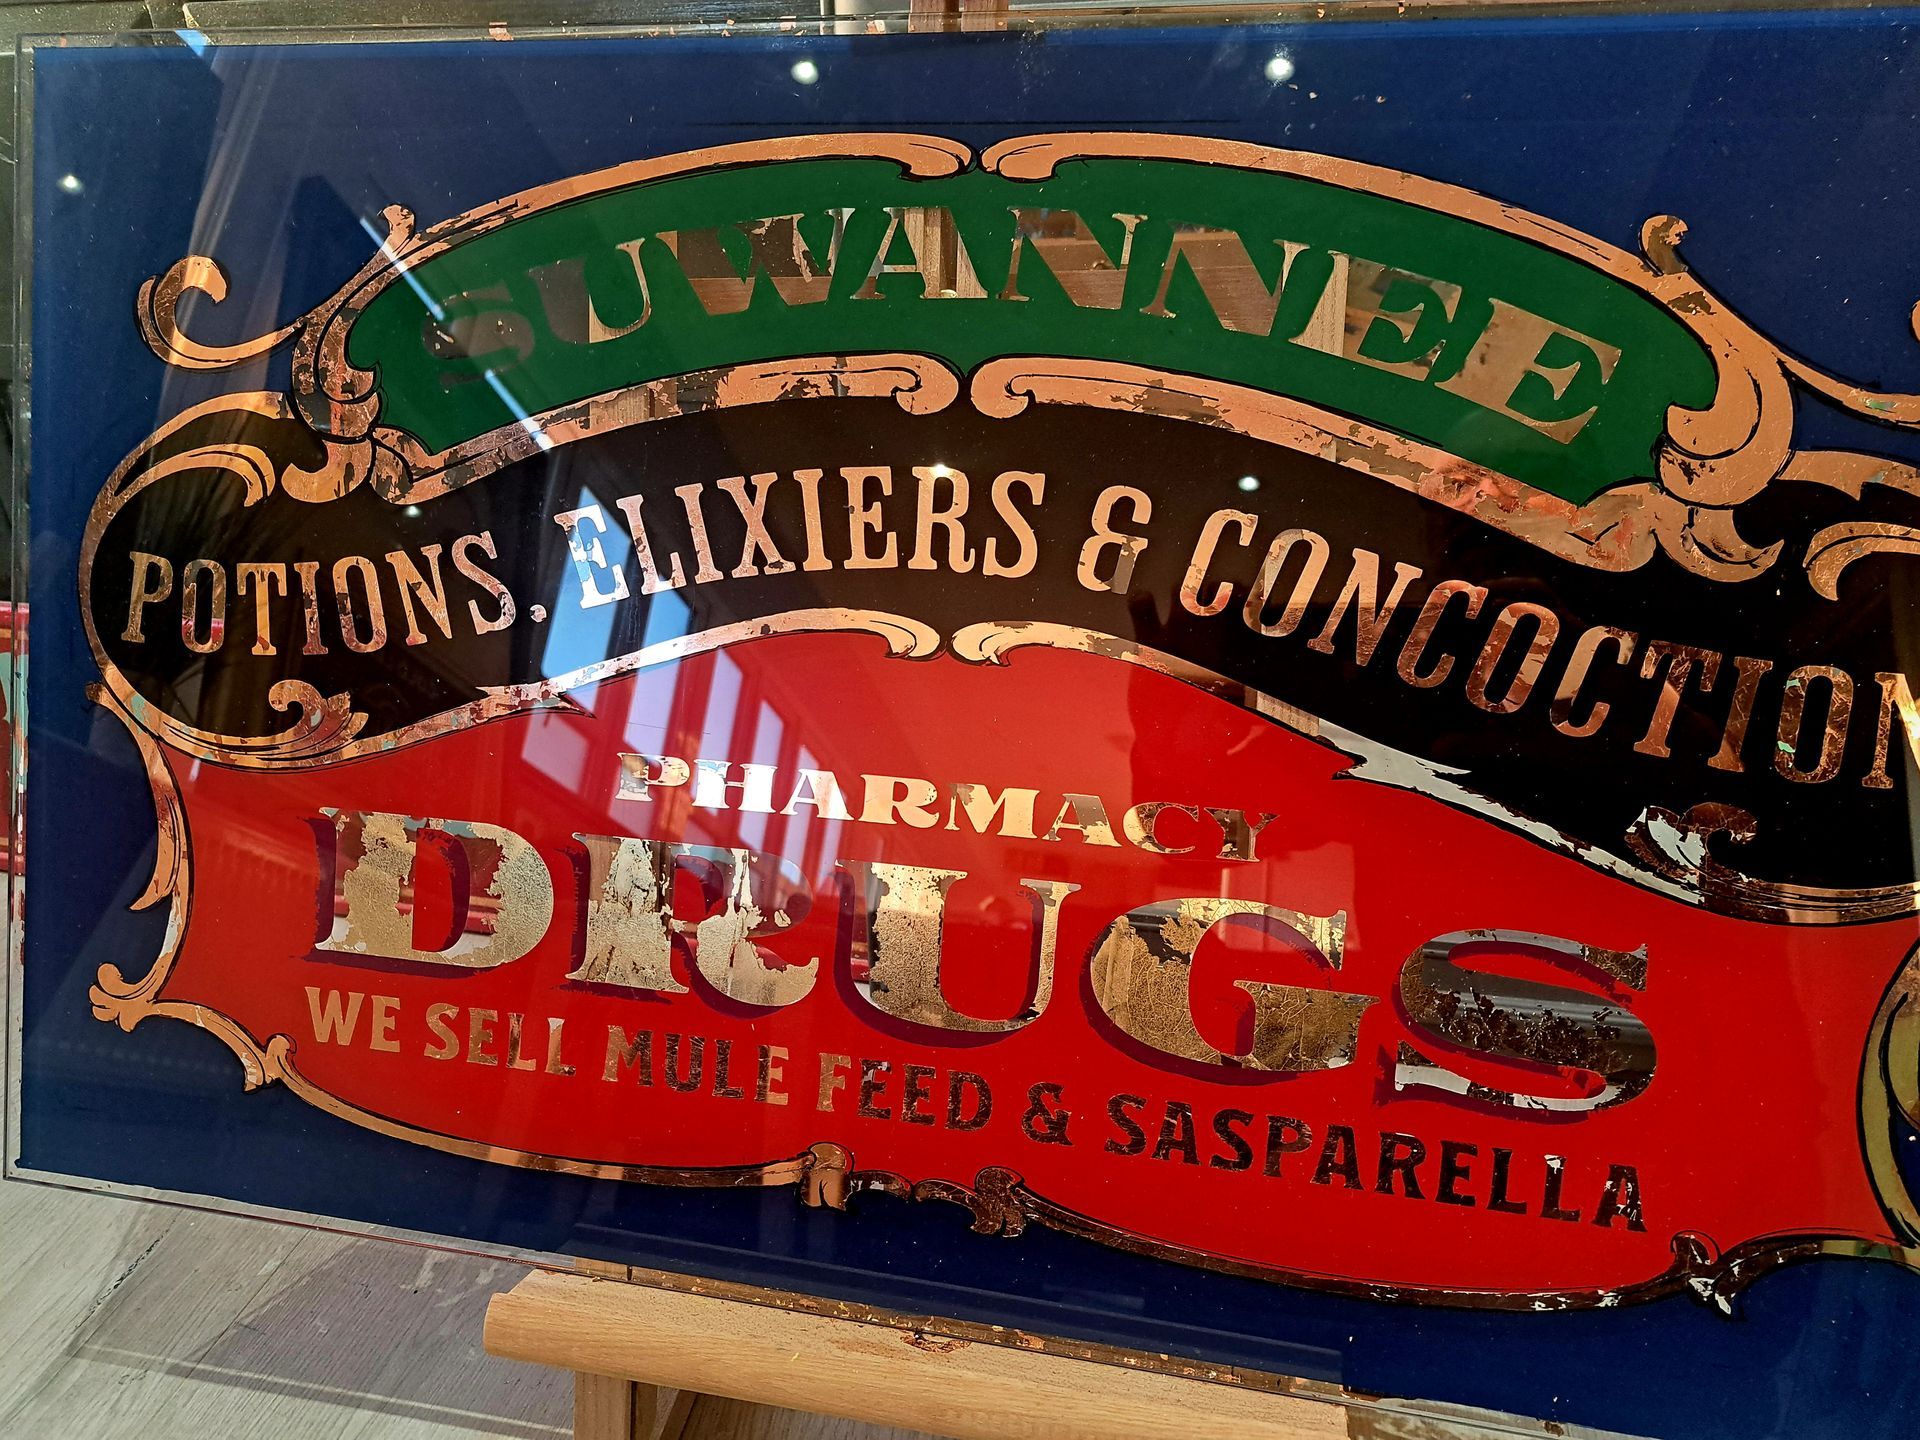 SUWANNEE
POTIONS. ELIXIERS & CONCOCTION
PHARMACY
DRUGS
WE SELL MULE FEED & SASPARELLA